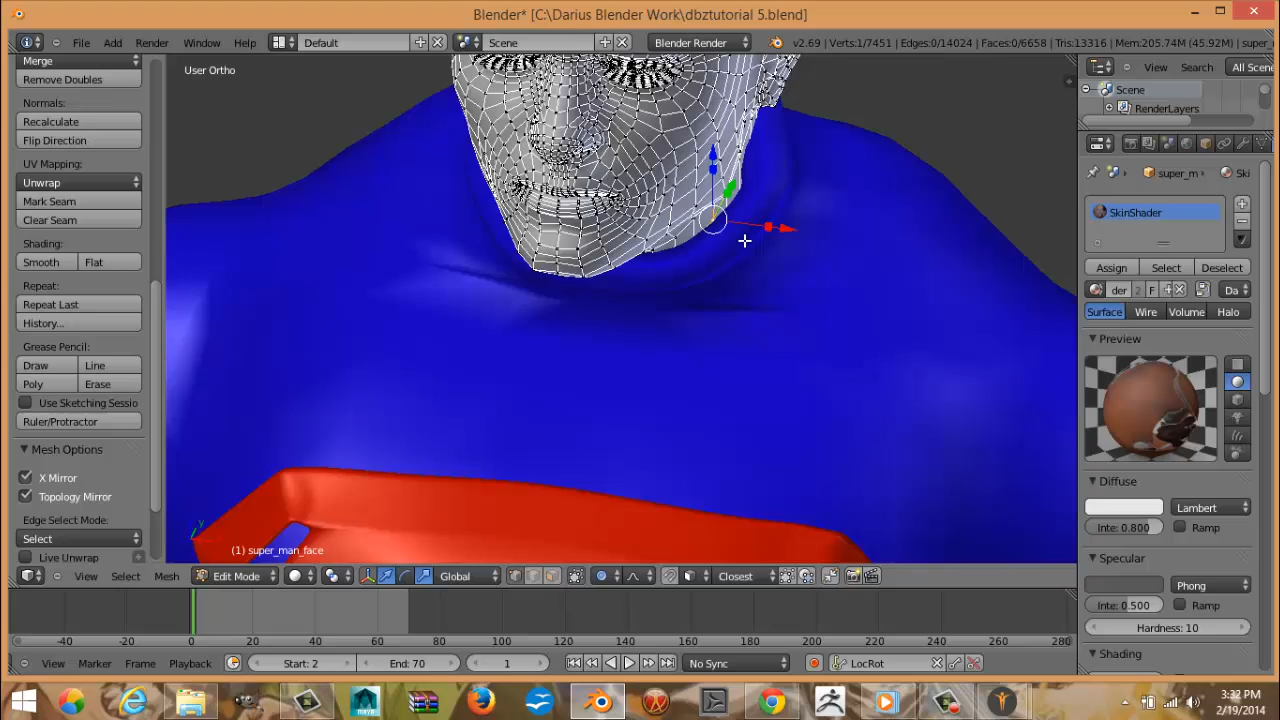 Blender* [C:\Darius Blender Work\dbztutorial 5.blend]
File Add Render Window Help Default Scene Blender Render v2.69 | Verts:1/7451 | Edges:0/14024 | Faces:0/6658 | Tris:13316 | Mem:205.74M (45.92M) | super_
Merge
Remove Doubles
Normals:
Recalculate
Flip Direction
UV Mapping:
Unwrap
Mark Seam
Clear Seam
Shading:
Smooth Flat
Repeat:
Repeat Last
History...
Grease Pencil:
Draw Line
Poly Erase
Use Sketching Sessio
Ruler/Protractor
Mesh Options
X Mirror
Topology Mirror
Edge Select Mode:
Select
Live Unwrap
User Ortho
y
(1) super_man_face
View Select Mesh Edit Mode Global Closest
View Search All Scen
Scene
RenderLayers
super_m Ski
SkinShader
Assign Select Deselect
der 2 F Da
Surface Wire Volume Halo
Preview
Diffuse
Lambert
Inte: 0.800 Ramp
Specular
Phong
Inte: 0.500 Ramp
Hardness: 10
Shading
-40 -20 0 20 40 60 80 100 120 140 160 180 200 220 240 260 280
View Marker Frame Playback Start: 2 End: 70 1 No Sync LocRot
3:32 PM
2/19/2014